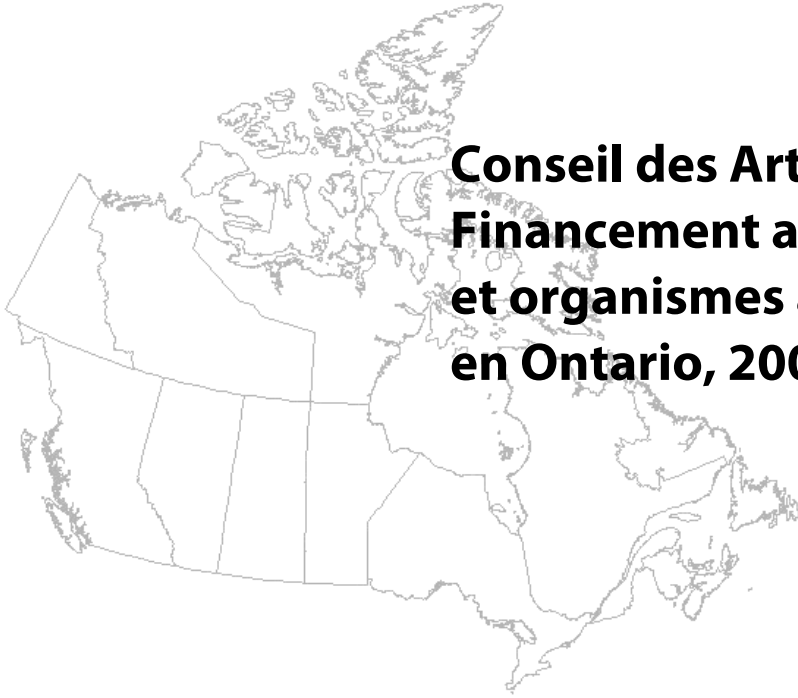 Conseil des Art
Financement a
et organismes
en Ontario, 200